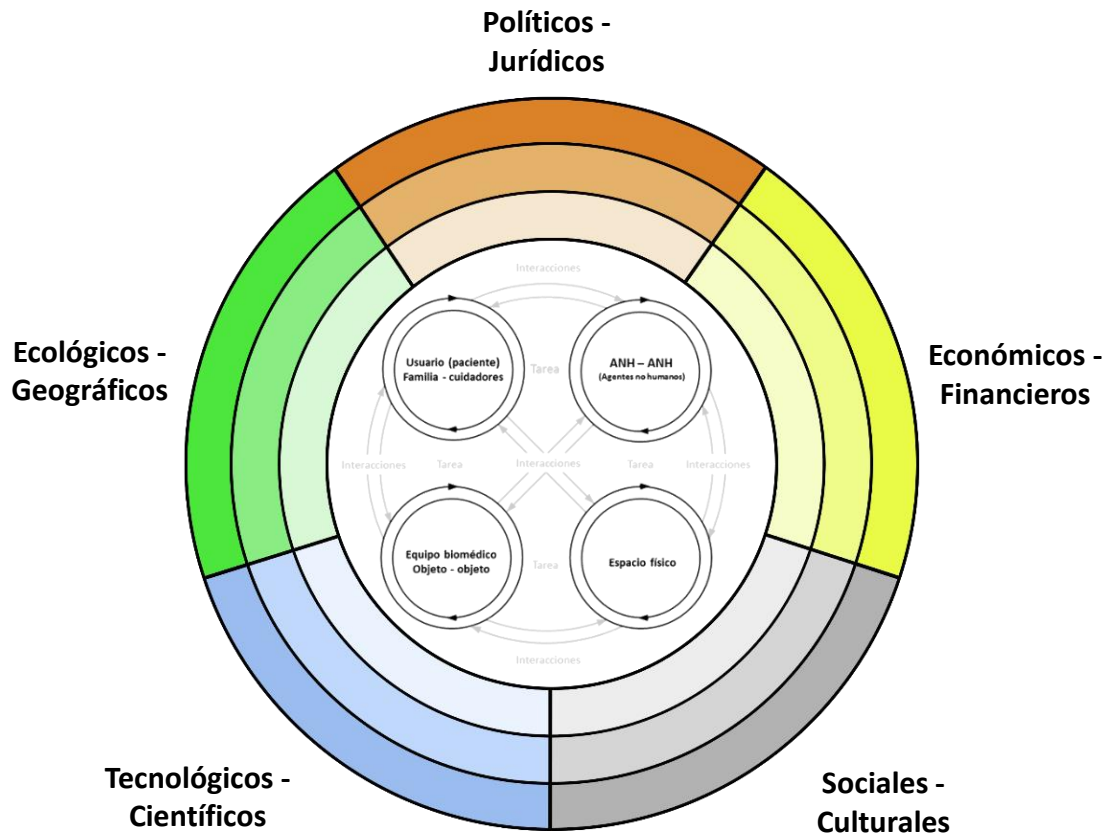 Políticos -
Jurídicos
Ecológicos -
Geográficos
Económicos -
Financieros
Interacciones
Usuario (paciente)
Familia - cuidadores
Tarea
ANH – ANH
(Agentes no humanos)
Interacciones
Tarea
Interacciones
Tarea
Interacciones
Equipo biomédico
Objeto - objeto
Tarea
Espacio físico
Interacciones
Tecnológicos -
Científicos
Sociales -
Culturales